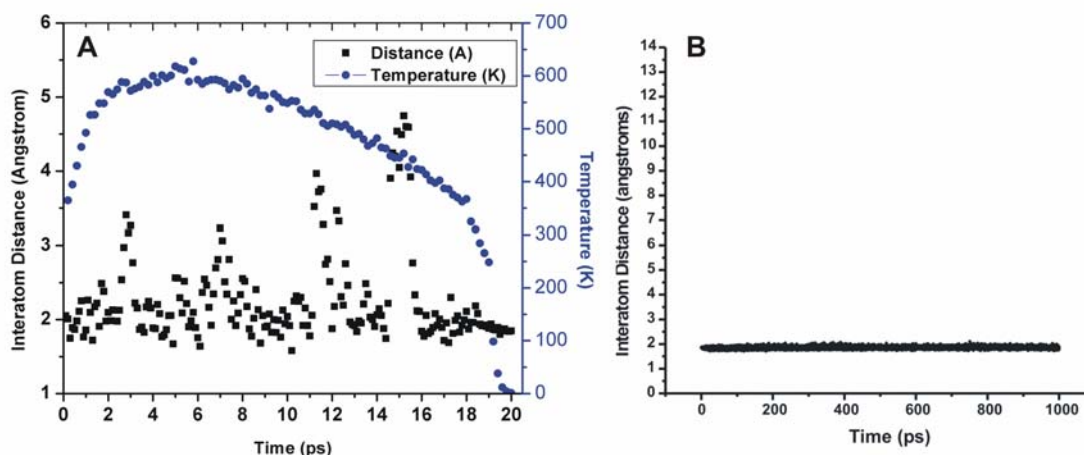 A
Distance (A)
Temperature (K)
Interatom Distance (Angstrom)
6
5
4
3
2
1
Temperature (K)
700
600
500
400
300
200
100
0
0 2 4 6 8 10 12 14 16 18 20
Time (ps)
B
Interatom Distance (angstroms)
14
13
12
11
10
9
8
7
6
5
4
3
2
1
0
0 200 400 600 800 1000
Time (ps)